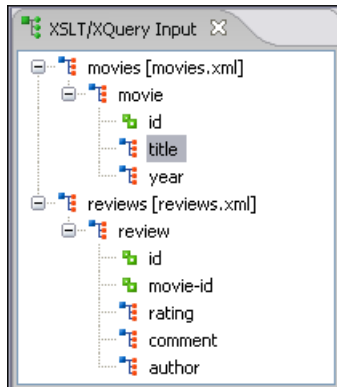 XSLT/XQuery Input
movies [movies.xml]
movie
id
title
year
reviews [reviews.xml]
review
id
movie-id
rating
comment
author